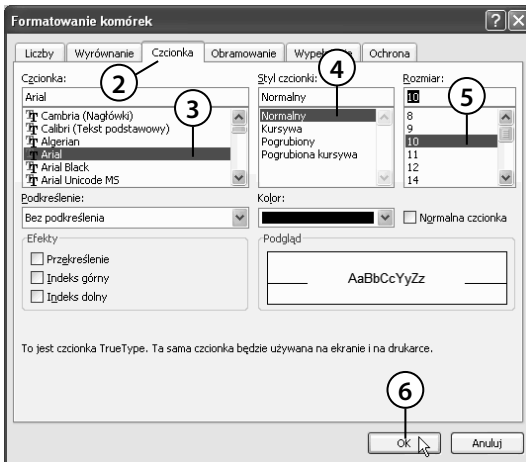 Formatowanie komórek
Liczby Wyrównanie Czcionka Obramowanie Ochrona
2
Czcionka: Styl czcionki: Rozmiar:
4
Arial Normalny 10
3
5
Cambria (Nagłówki) Normalny 8
Calibri (Tekst podstawowy) Kursywa 9
Algerian Pogrubiony 10
Arial Pogrubiona kursywa 11
Arial Black 12
Arial Unicode MS 14
Podkreślenie: Kolor:
Bez podkreślenia Normalna czcionka
Efekty Podgląd
Przekreślenie
Indeks górny AaBbCcYyZz
Indeks dolny
To jest czcionka TrueType. Ta sama czcionka będzie używana na ekranie i na drukarce.
6
OK Anuluj